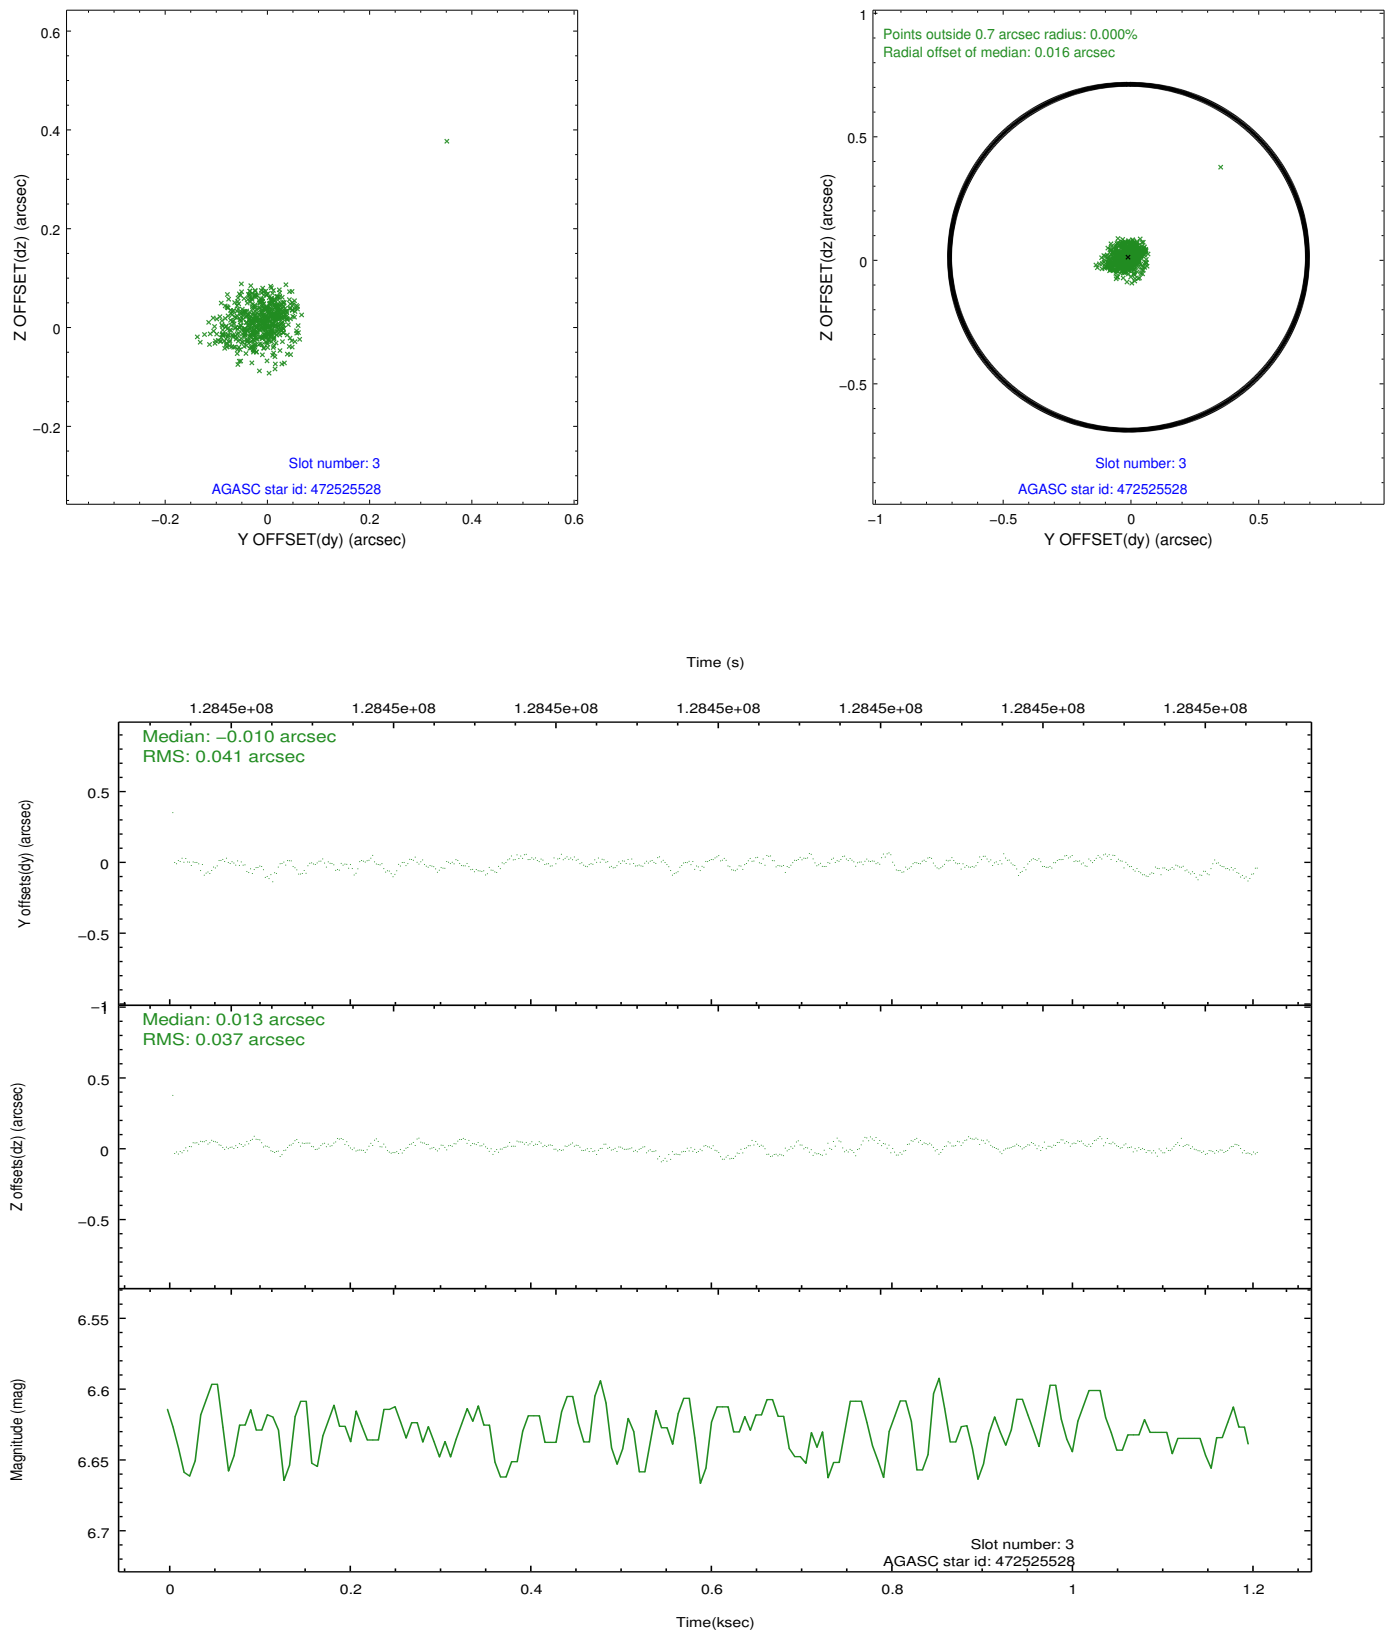 0.6
0.4
0.2
0
−0.2
Z OFFSET(dz) (arcsec)
Slot number: 3
AGASC star id: 472525528
−0.2 0 0.2 0.4 0.6
Y OFFSET(dy) (arcsec)
Points outside 0.7 arcsec radius: 0.000%
Radial offset of median: 0.016 arcsec
1
0.5
0
−0.5
Z OFFSET(dz) (arcsec)
Slot number: 3
AGASC star id: 472525528
−1 −0.5 0 0.5
Y OFFSET(dy) (arcsec)
Time (s)
1.2845e+08 1.2845e+08 1.2845e+08 1.2845e+08 1.2845e+08 1.2845e+08 1.2845e+08
Median: −0.010 arcsec
RMS: 0.041 arcsec
0.5
0
−0.5
−1
Y offsets(dy) (arcsec)
Median: 0.013 arcsec
RMS: 0.037 arcsec
1
0.5
0
−0.5
Z offsets(dz) (arcsec)
6.55
6.6
6.65
6.7
Magnitude (mag)
Slot number: 3
AGASC star id: 472525528
0 0.2 0.4 0.6 0.8 1 1.2
Time(ksec)